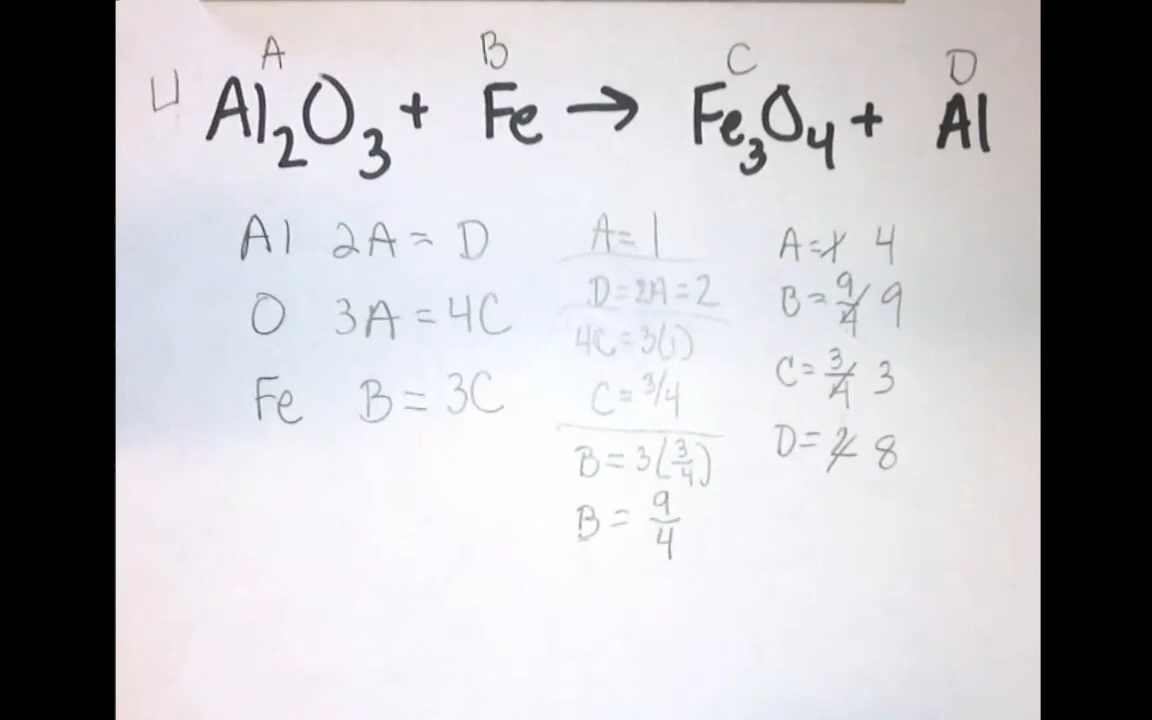 A B C D
4 Al₂O₃ + Fe → Fe₃O₄ + Al
Al 2A = D
O 3A = 4C
Fe B = 3C
A = 1
D = 2A = 2
4C = 3(1)
C = 3/4
B = 3(3/4)
B = 9/4
A = 1 4
B = 9/4 9
C = 3/4 3
D = 2 8